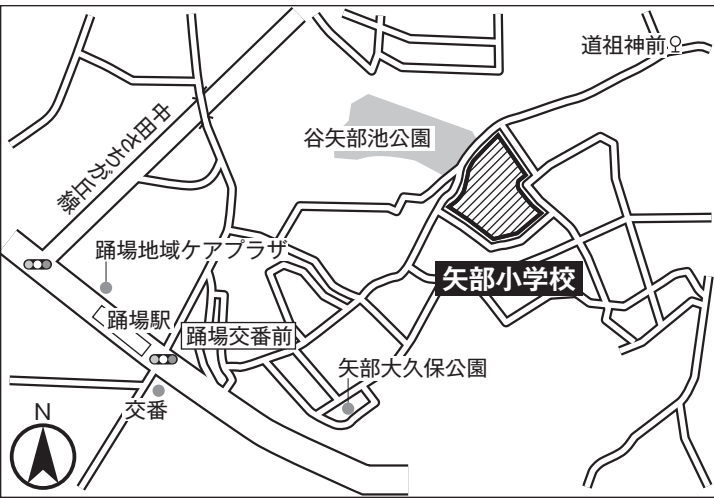 道祖神前
谷矢部池公園
中田さちが丘線
踊場地域ケアプラザ
矢部小学校
踊場駅
踊場交番前
矢部大久保公園
交番
N